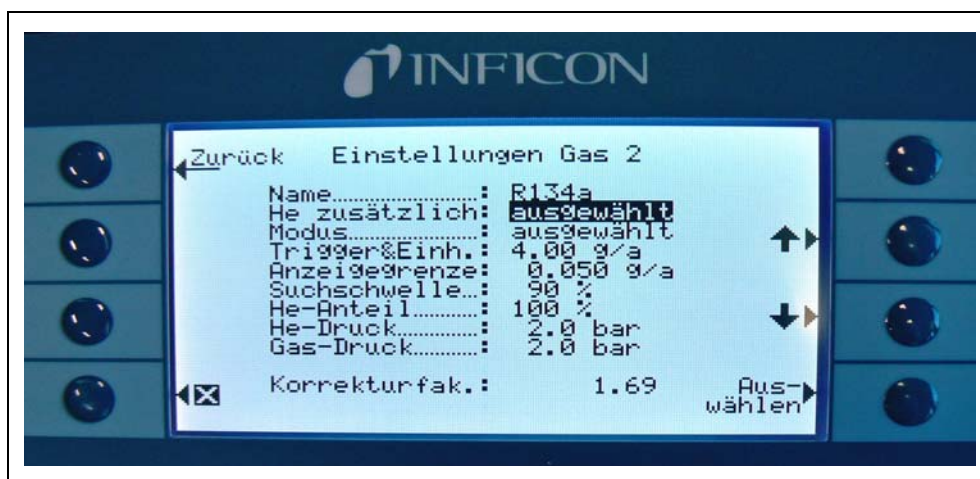 INFICON
Zurück Einstellungen Gas 2
Name..............: R134a
He zusätzlich: ausgewählt
Modus............: ausgewählt
Trigger&Einh.: 4.00 g/a
Anzeigegrenze: 0.050 g/a
Suchschwelle...: 90 %
He-Anteil.........: 100 %
He-Druck..........: 2.0 bar
Gas-Druck.........: 2.0 bar
Korrekturfak.: 1.69
Aus-
wählen